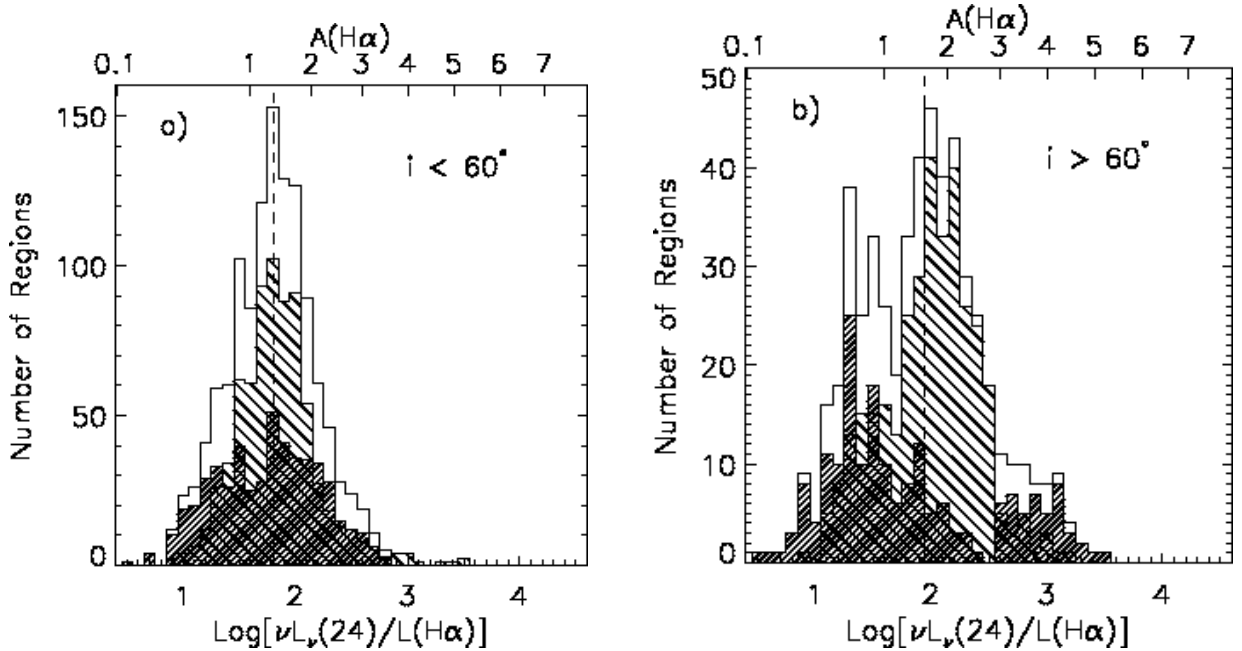 A(Hα)
0.1 1 2 3 4 5 6 7
a)
i < 60°
150
100
50
0
Number of Regions
1 2 3 4
Log[νLν(24)/L(Hα)]
A(Hα)
0.1 1 2 3 4 5 6 7
b)
i > 60°
50
40
30
20
10
0
Number of Regions
1 2 3 4
Log[νLν(24)/L(Hα)]